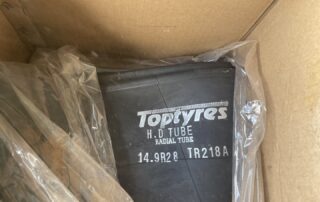 Toptyres
H.D TUBE
RADIAL TUBE
14.9R28 TR218A